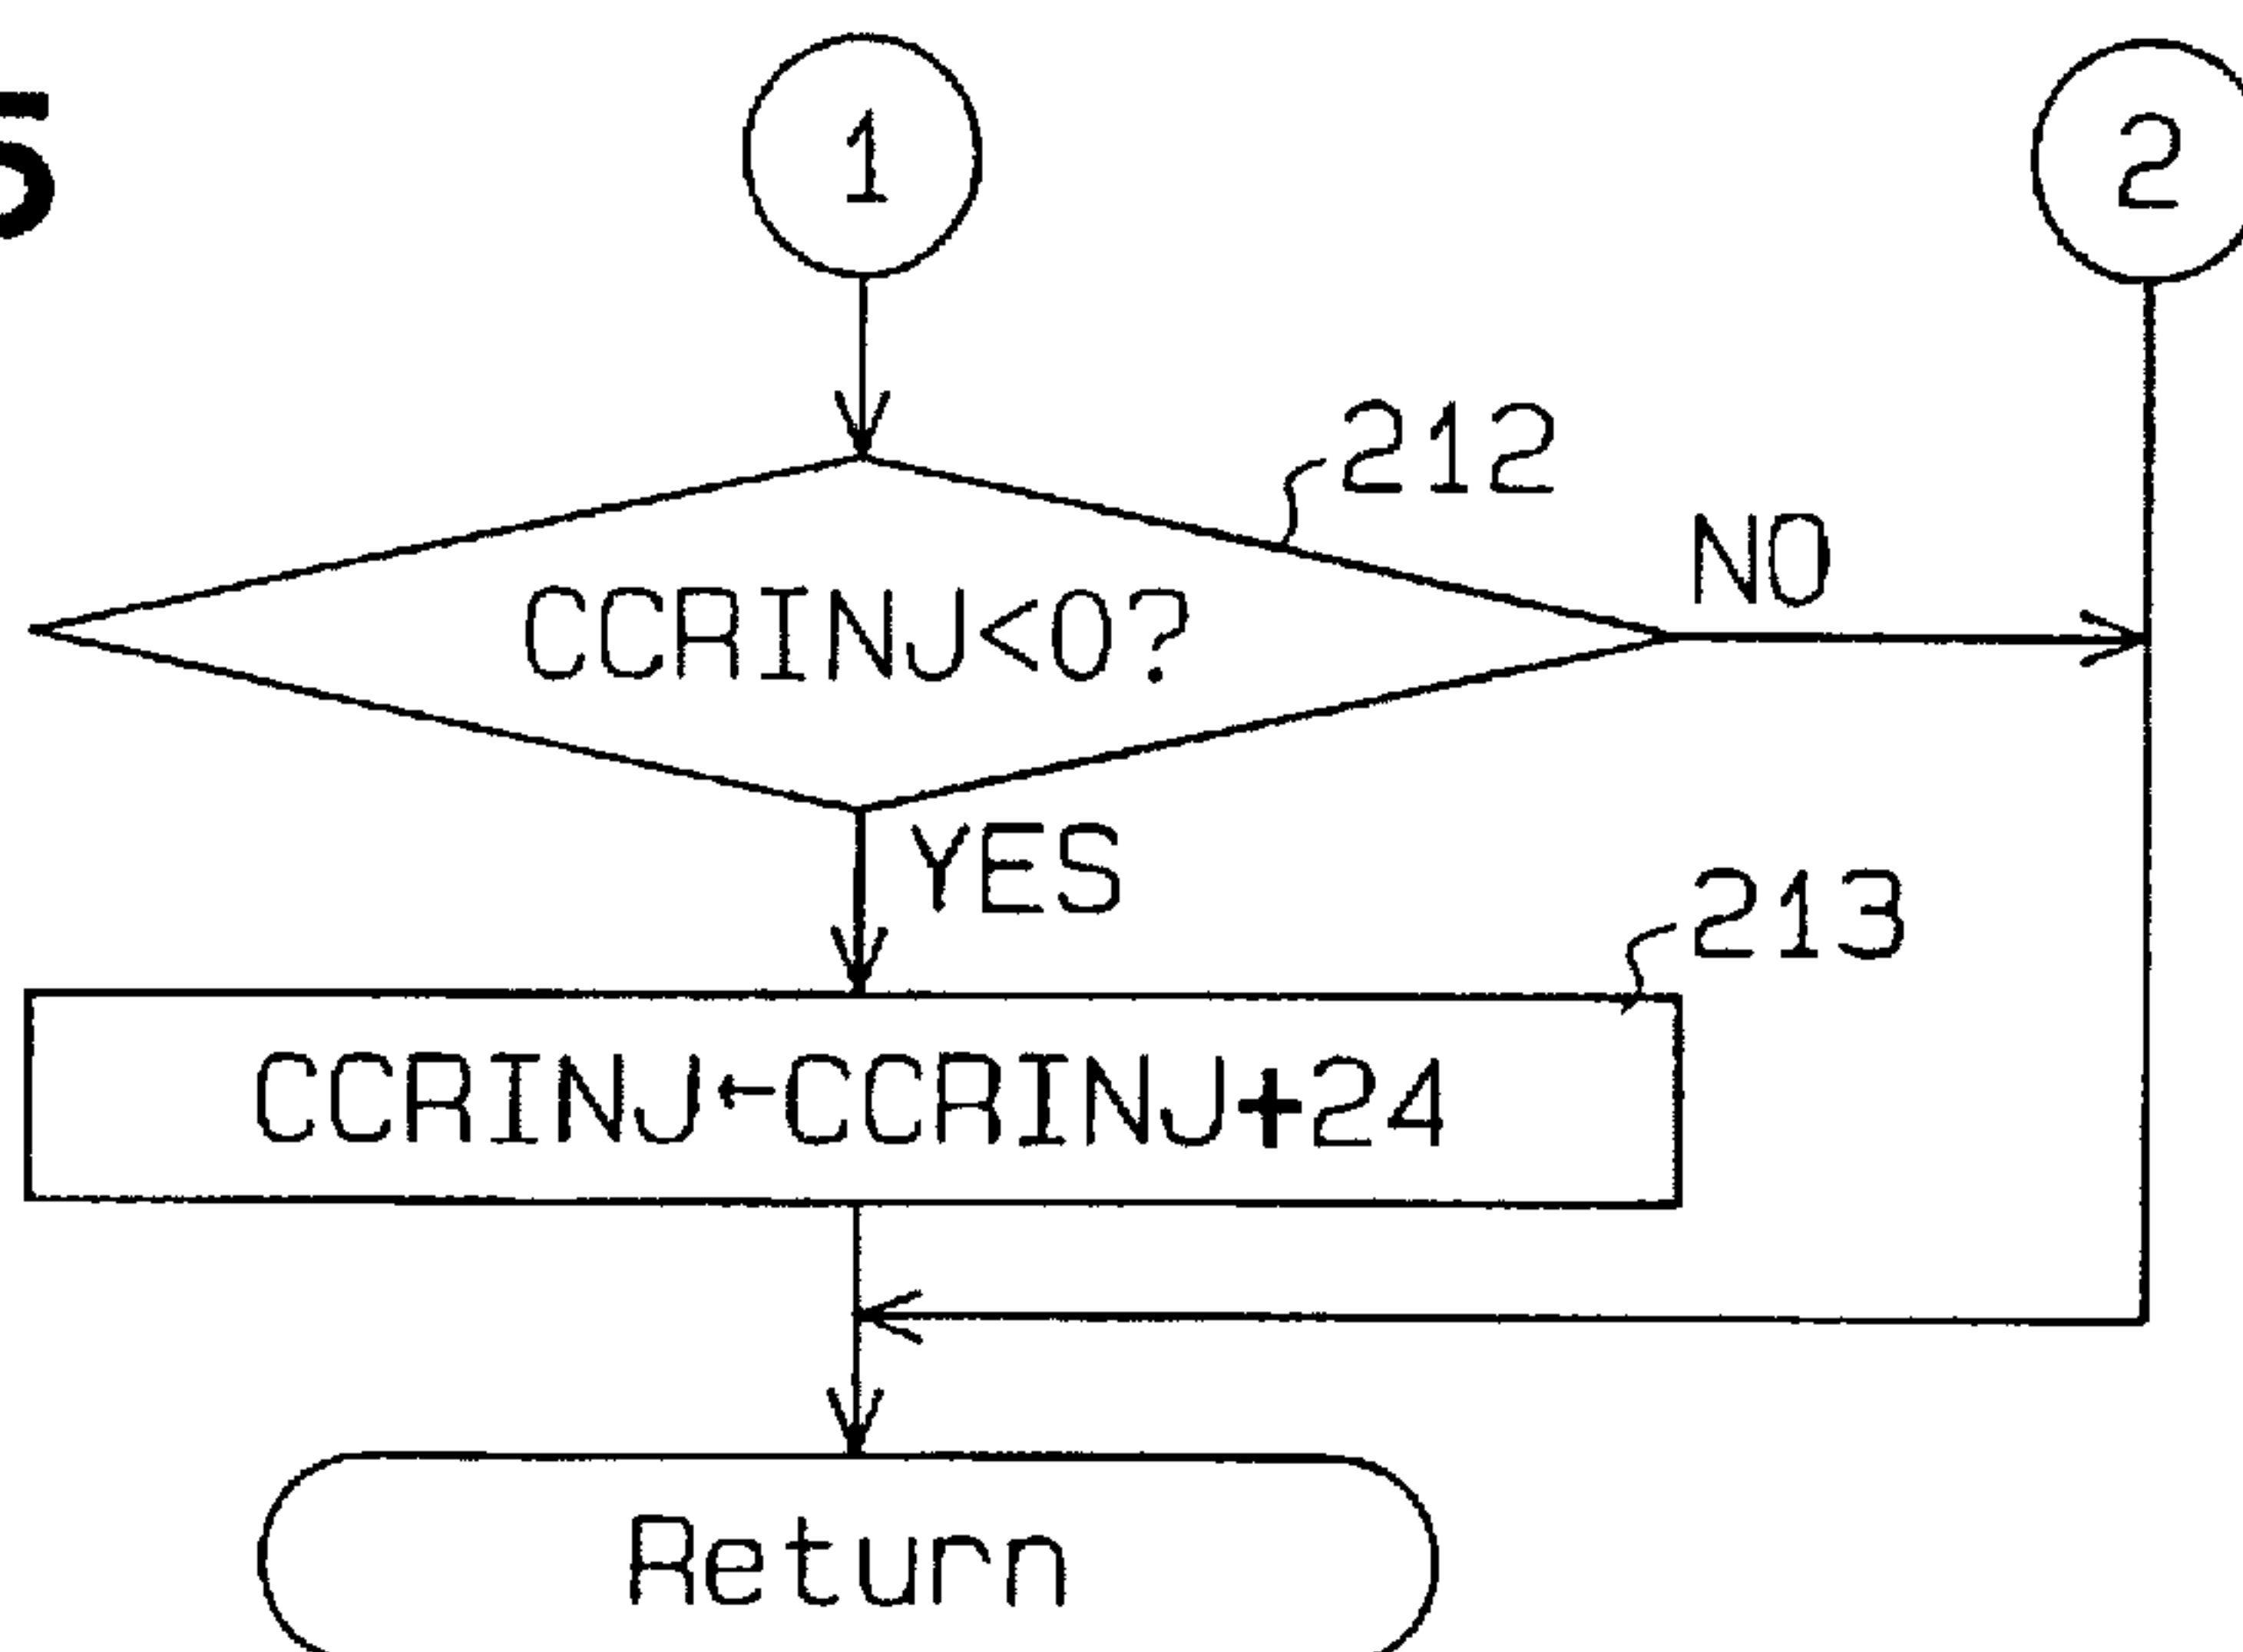 5
1
2
212
NO
CCRINJ<0?
YES
213
CCRINJ←CCRINJ+24
Return